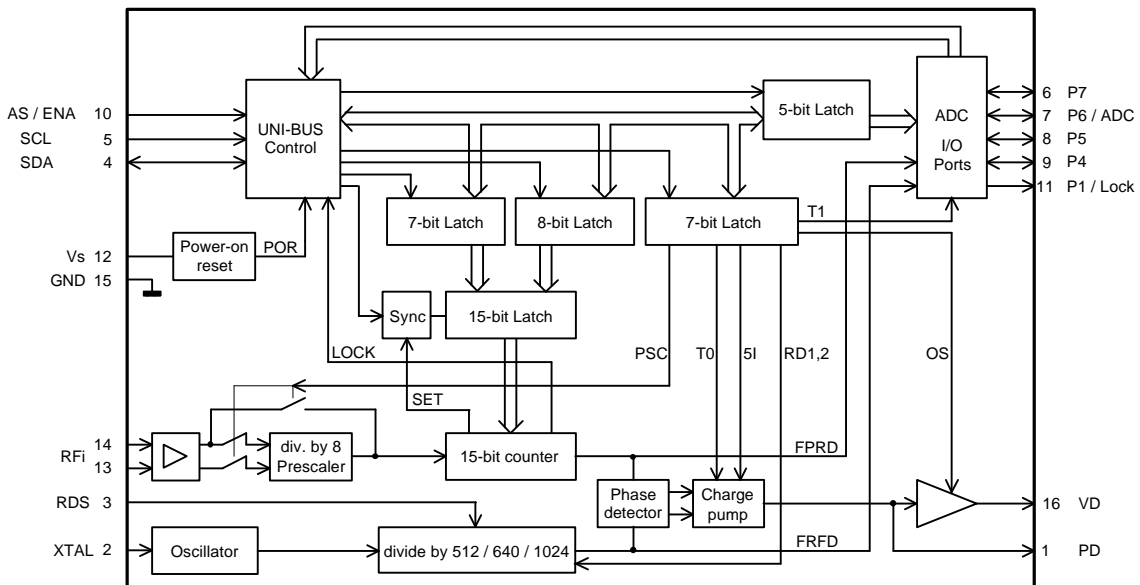 AS / ENA 10
SCL 5
SDA 4
UNI-BUS
Control
5-bit Latch
ADC
I/O
Ports
6 P7
7 P6 / ADC
8 P5
9 P4
11 P1 / Lock
7-bit Latch
8-bit Latch
7-bit Latch
T1
Vs 12
GND 15
Power-on
reset
POR
Sync
15-bit Latch
LOCK
PSC
T0
5I
RD1,2
OS
SET
RFi
14
13
div. by 8
Prescaler
15-bit counter
FPRD
RDS 3
Phase
detector
Charge
pump
16 VD
XTAL 2
Oscillator
divide by 512 / 640 / 1024
FRFD
1 PD